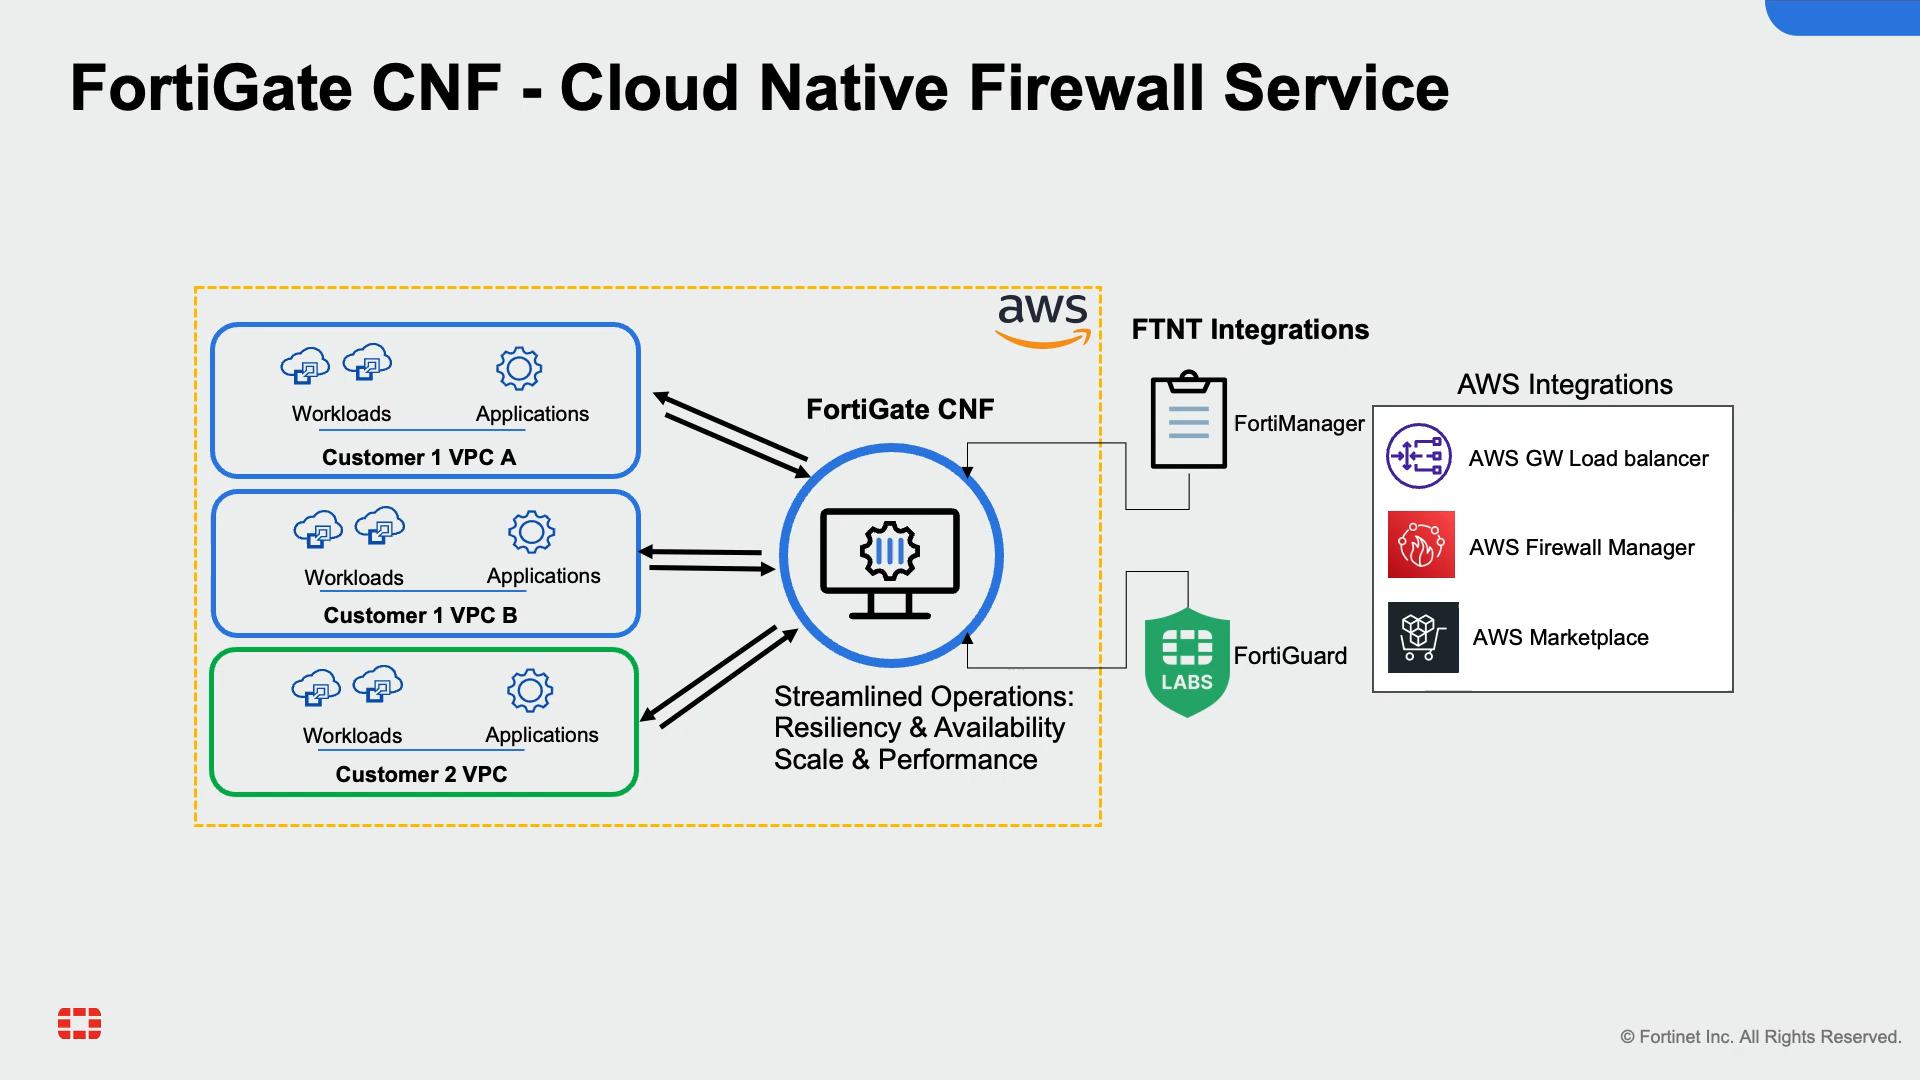 FortiGate CNF - Cloud Native Firewall Service
aws
Workloads
Applications
Customer 1 VPC A
Workloads
Applications
Customer 1 VPC B
Workloads
Applications
Customer 2 VPC
FortiGate CNF
Streamlined Operations:
Resiliency & Availability
Scale & Performance
FTNT Integrations
FortiManager
LABS
FortiGuard
AWS Integrations
AWS GW Load balancer
AWS Firewall Manager
AWS Marketplace
© Fortinet Inc. All Rights Reserved.